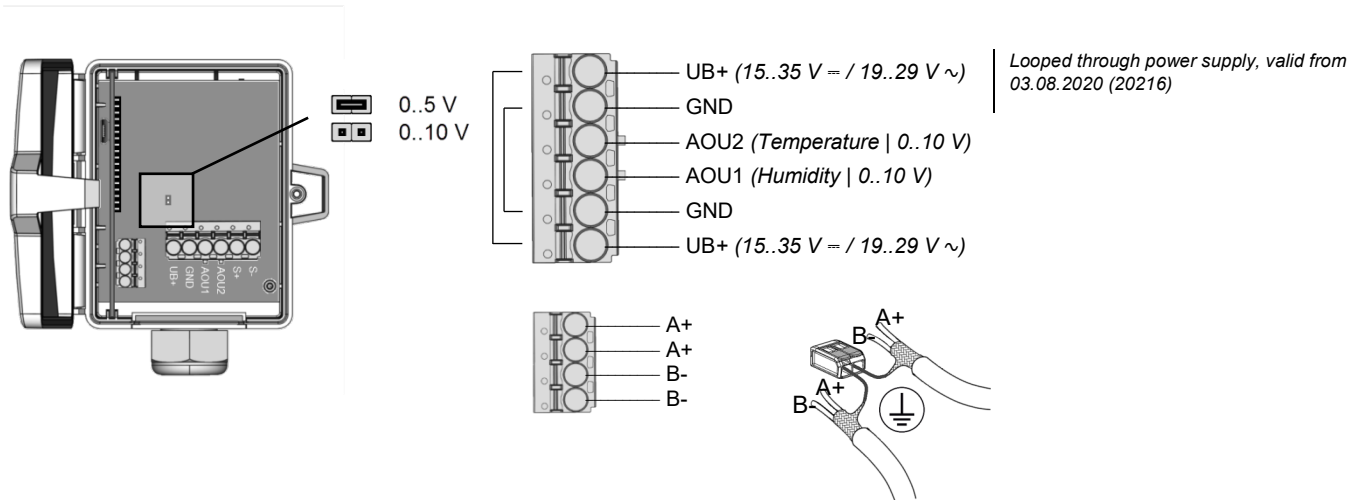 0..5 V
0..10 V
UB+
GND
AOU1
AOU2
S+
S-
UB+ (15..35 V ⎓ / 19..29 V ∿)
GND
AOU2 (Temperature | 0..10 V)
AOU1 (Humidity | 0..10 V)
GND
UB+ (15..35 V ⎓ / 19..29 V ∿)
Looped through power supply, valid from
03.08.2020 (20216)
A+
A+
B-
B-
A+
B-
A+
B-